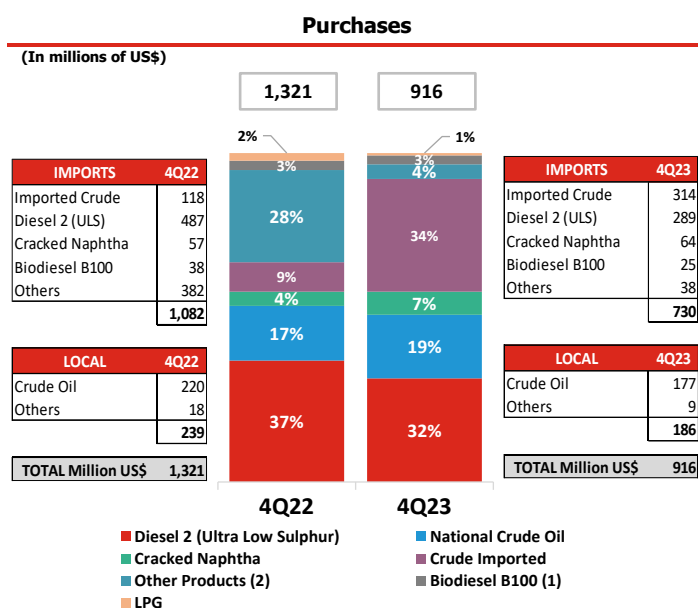 Purchases
(In millions of US$)
1,321
916
2%
1%
IMPORTS 4Q22
Imported Crude 118
Diesel 2 (ULS) 487
Cracked Naphtha 57
Biodiesel B100 38
Others 382
1,082
LOCAL 4Q22
Crude Oil 220
Others 18
239
TOTAL Million US$ 1,321
3%
28%
9%
4%
17%
37%
3%
4%
34%
7%
19%
32%
IMPORTS 4Q23
Imported Crude 314
Diesel 2 (ULS) 289
Cracked Naphtha 64
Biodiesel B100 25
Others 38
730
LOCAL 4Q23
Crude Oil 177
Others 9
186
TOTAL Million US$ 916
4Q22
4Q23
Diesel 2 (Ultra Low Sulphur)
National Crude Oil
Cracked Naphtha
Crude Imported
Other Products (2)
Biodiesel B100 (1)
LPG